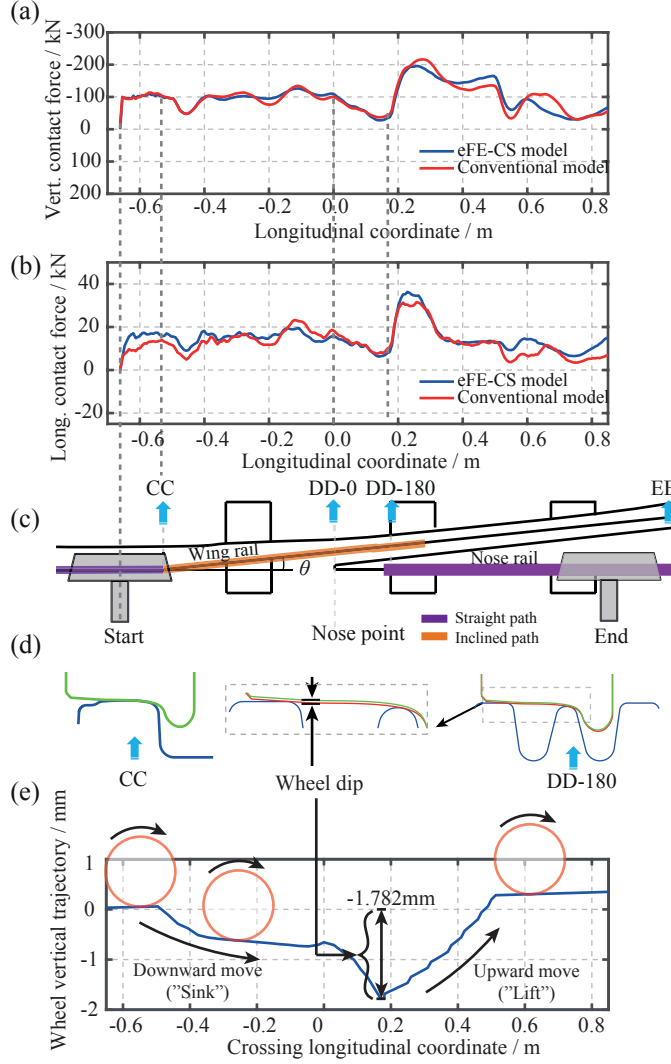 (a)
-300
-200
-100
0
100
200
Vert. contact force / kN
eFE-CS model
Conventional model
-0.6 -0.4 -0.2 0.0 0.2 0.4 0.6 0.8
Longitudinal coordinate / m
(b)
40
20
0
-20
Long. contact force / kN
eFE-CS model
Conventional model
-0.6 -0.4 -0.2 0.0 0.2 0.4 0.6 0.8
Longitudinal coordinate / m
CC DD-0 DD-180 EE
(c)
Wing rail
θ
Nose rail
Straight path
Inclined path
Start Nose point End
(d)
CC Wheel dip DD-180
(e)
Wheel vertical trajectory / mm
1
0
-1
-2
-1.782mm
Downward move
("Sink")
Upward move
("Lift")
-0.6 -0.4 -0.2 0 0.2 0.4 0.6 0.8
Crossing longitudinal coordinate / m